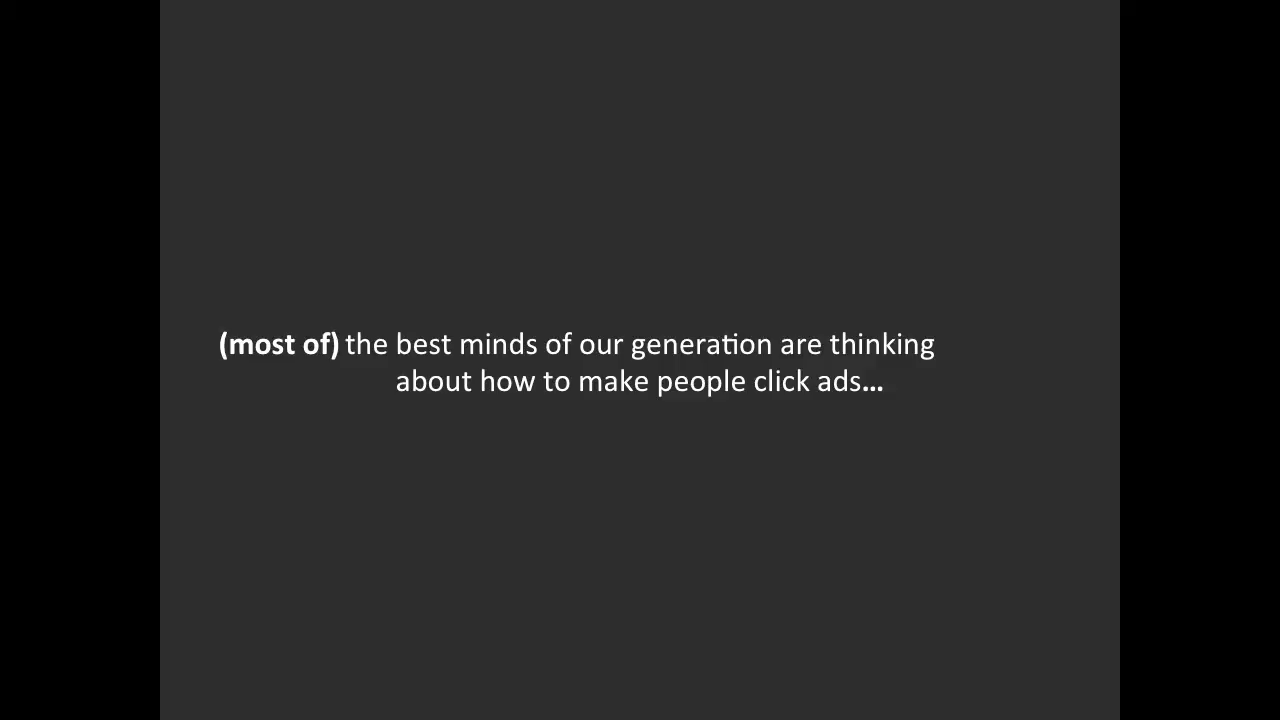 (most of) the best minds of our generation are thinking
about how to make people click ads...